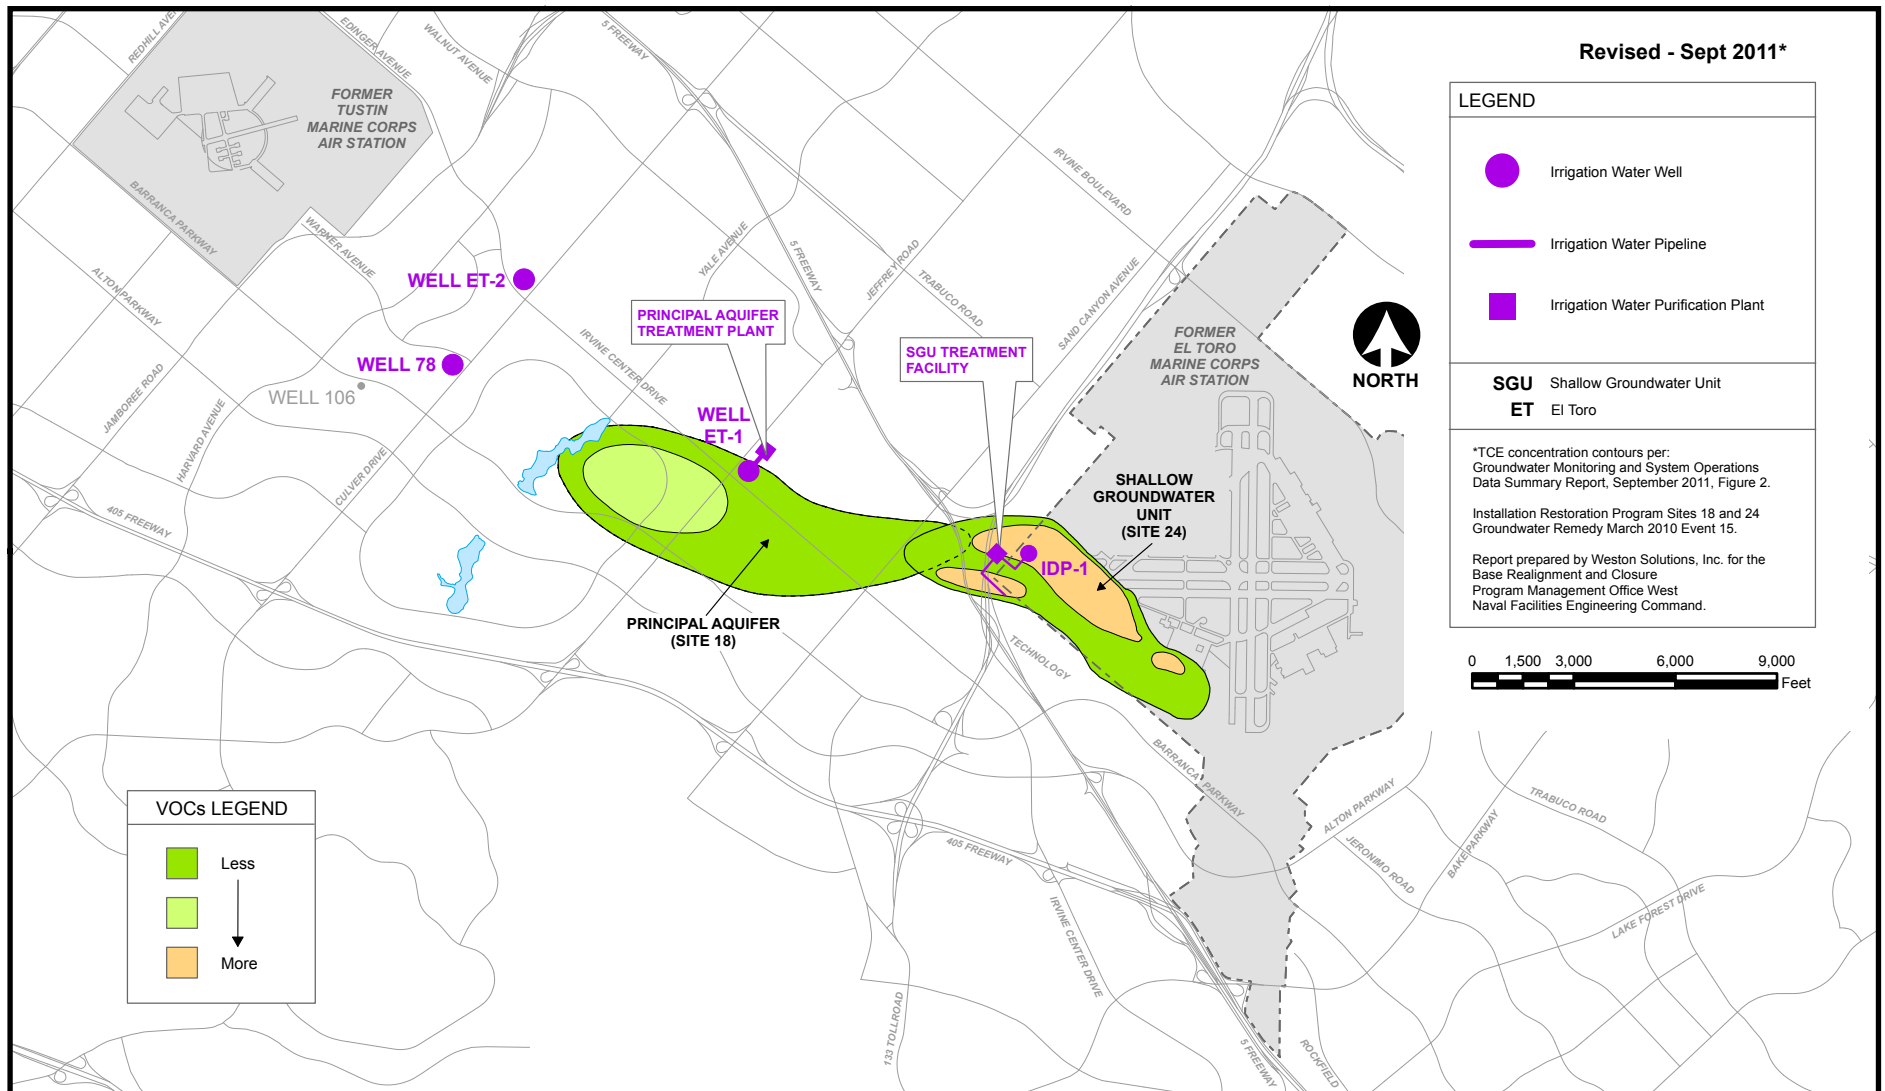 Revised - Sept 2011*
LEGEND
Irrigation Water Well
Irrigation Water Pipeline
Irrigation Water Purification Plant
SGU Shallow Groundwater Unit
ET El Toro
*TCE concentration contours per:
Groundwater Monitoring and System Operations
Data Summary Report, September 2011, Figure 2.
Installation Restoration Program Sites 18 and 24
Groundwater Remedy March 2010 Event 15.
Report prepared by Weston Solutions, Inc. for the
Base Realignment and Closure
Program Management Office West
Naval Facilities Engineering Command.
0 1,500 3,000 6,000 9,000
Feet
NORTH
REDHILL AVE
EDINGER AVENUE
WALNUT AVENUE
5 FREEWAY
FORMER
TUSTIN
MARINE CORPS
AIR STATION
BARRANCA PARKWAY
WARNER AVENUE
ALTON PARKWAY
JAMBOREE ROAD
HARVARD AVENUE
CULVER DRIVE
405 FREEWAY
YALE AVENUE
5 FREEWAY
JEFFREY ROAD
TRABUCO ROAD
IRVINE BOULEVARD
SAND CANYON AVENUE
IRVINE CENTER DRIVE
WELL ET-2
WELL 78
WELL 106
WELL
ET-1
PRINCIPAL AQUIFER
TREATMENT PLANT
SGU TREATMENT
FACILITY
FORMER
EL TORO
MARINE CORPS
AIR STATION
SHALLOW
GROUNDWATER
UNIT
(SITE 24)
IDP-1
PRINCIPAL AQUIFER
(SITE 18)
TECHNOLOGY
BARRANCA PARKWAY
ALTON PARKWAY
TRABUCO ROAD
JERONIMO ROAD
BAKE PARKWAY
LAKE FOREST DRIVE
405 FREEWAY
IRVINE CENTER DRIVE
133 TOLLROAD
5 FREEWAY
ROCKFIELD
VOCs LEGEND
Less
More